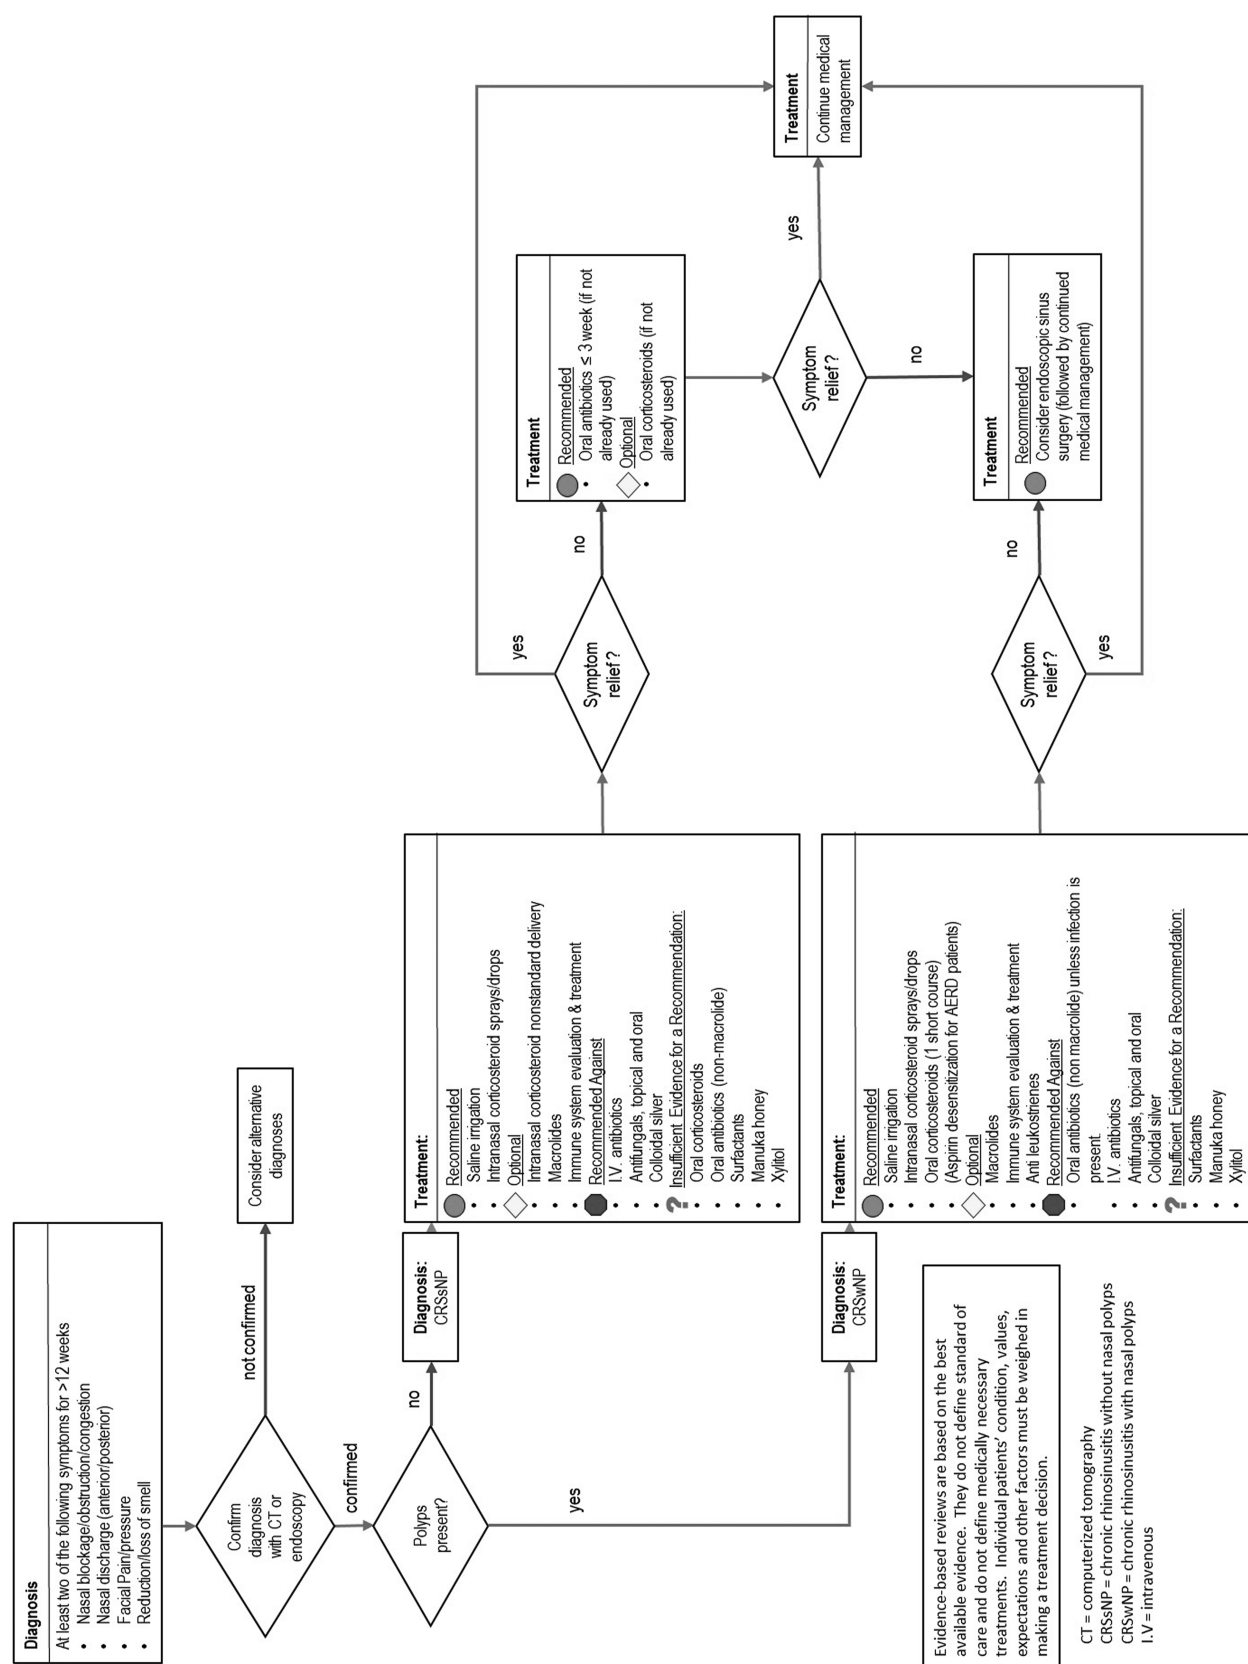 Diagnosis
At least two of the following symptoms for >12 weeks
• Nasal blockage/obstruction/congestion
• Nasal discharge (anterior/posterior)
• Facial Pain/pressure
• Reduction/loss of smell
Confirm
diagnosis
with CT or
endoscopy
not confirmed
Consider alternative
diagnoses
confirmed
Polyps
present?
no
Diagnosis:
CRSsNP
yes
Diagnosis:
CRSwNP
Treatment:
Recommended
• Saline irrigation
• Intranasal corticosteroid sprays/drops
Optional
• Intranasal corticosteroid nonstandard delivery
• Macrolides
• Immune system evaluation & treatment
Recommended Against
• I.V. antibiotics
• Antifungals, topical and oral
• Colloidal silver
? Insufficient Evidence for a Recommendation:
• Oral corticosteroids
• Oral antibiotics (non-macrolide)
• Surfactants
• Manuka honey
• Xylitol
Symptom
relief?
yes
no
Treatment
Recommended
• Oral antibiotics ≤ 3 week (if not
already used)
Optional
• Oral corticosteroids (if not
already used)
Symptom
relief?
yes
no
Treatment
Continue medical
management
Treatment:
Recommended
• Saline irrigation
• Intranasal corticosteroid sprays/drops
• Oral corticosteroids (1 short course)
• (Aspirin desensitization for AERD patients)
Optional
• Macrolides
• Immune system evaluation & treatment
• Anti leukostrienes
Recommended Against
• Oral antibiotics (non macrolide) unless infection is
present
• I.V. antibiotics
• Antifungals, topical and oral
• Colloidal silver
? Insufficient Evidence for a Recommendation:
• Surfactants
• Manuka honey
• Xylitol
Symptom
relief?
no
yes
Treatment
Recommended
Consider endoscopic sinus
surgery (followed by continued
medical management)
Evidence-based reviews are based on the best
available evidence. They do not define standard of
care and do not define medically necessary
treatments. Individual patients' condition, values,
expectations and other factors must be weighed in
making a treatment decision.
CT = computerized tomography
CRSsNP = chronic rhinosinusitis without nasal polyps
CRSwNP = chronic rhinosinusitis with nasal polyps
I.V = intravenous